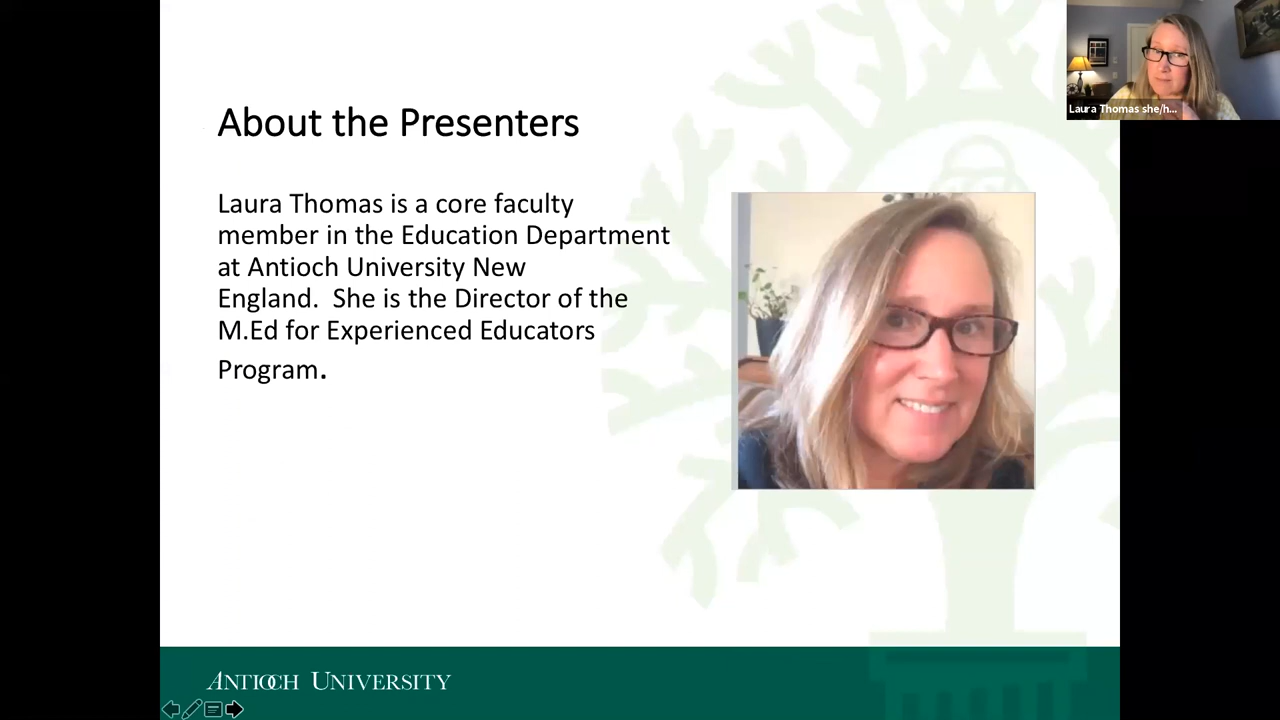 About the Presenters
Laura Thomas is a core faculty
member in the Education Department
at Antioch University New
England.  She is the Director of the
M.Ed for Experienced Educators
Program.
Laura Thomas she/h...
ANTIOCH UNIVERSITY